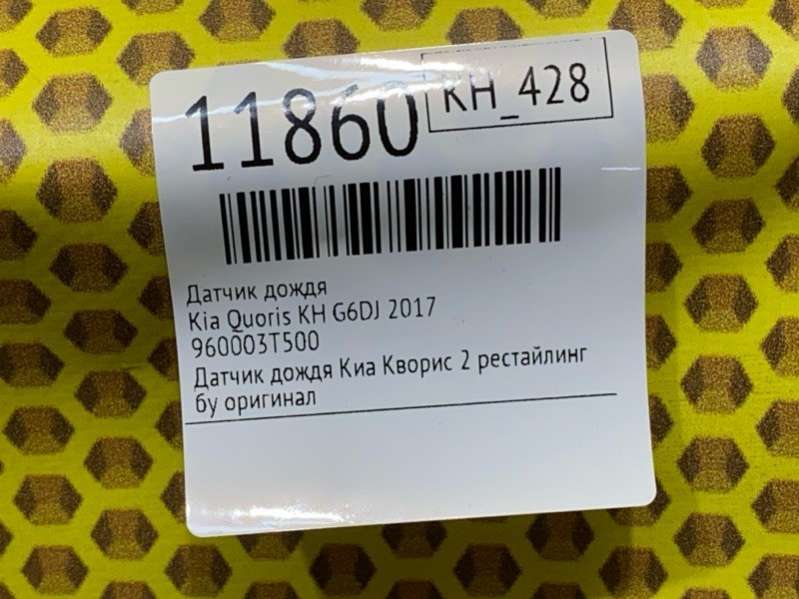 11860
KH_428
Датчик дождя
Kia Quoris KH G6DJ 2017
960003T500
Датчик дождя Киа Кворис 2 рестайлинг
бу оригинал